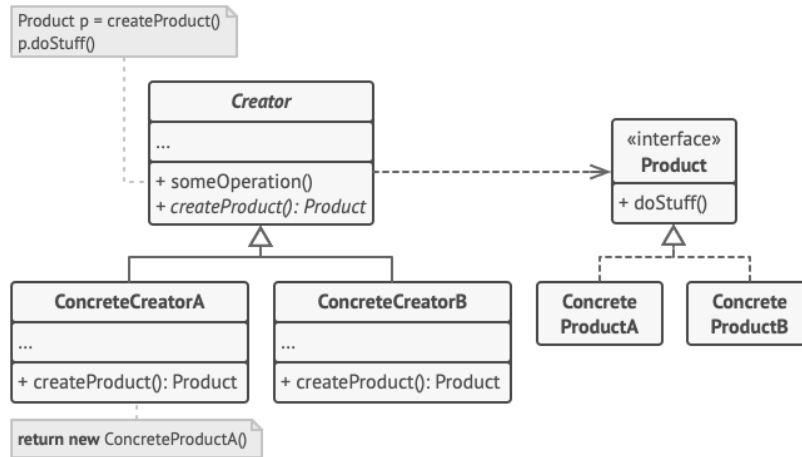 Product p = createProduct()
p.doStuff()
Creator
...
+ someOperation()
+ createProduct(): Product
«interface»
Product
+ doStuff()
ConcreteCreatorA
...
+ createProduct(): Product
return new ConcreteProductA()
ConcreteCreatorB
...
+ createProduct(): Product
Concrete
ProductA
Concrete
ProductB